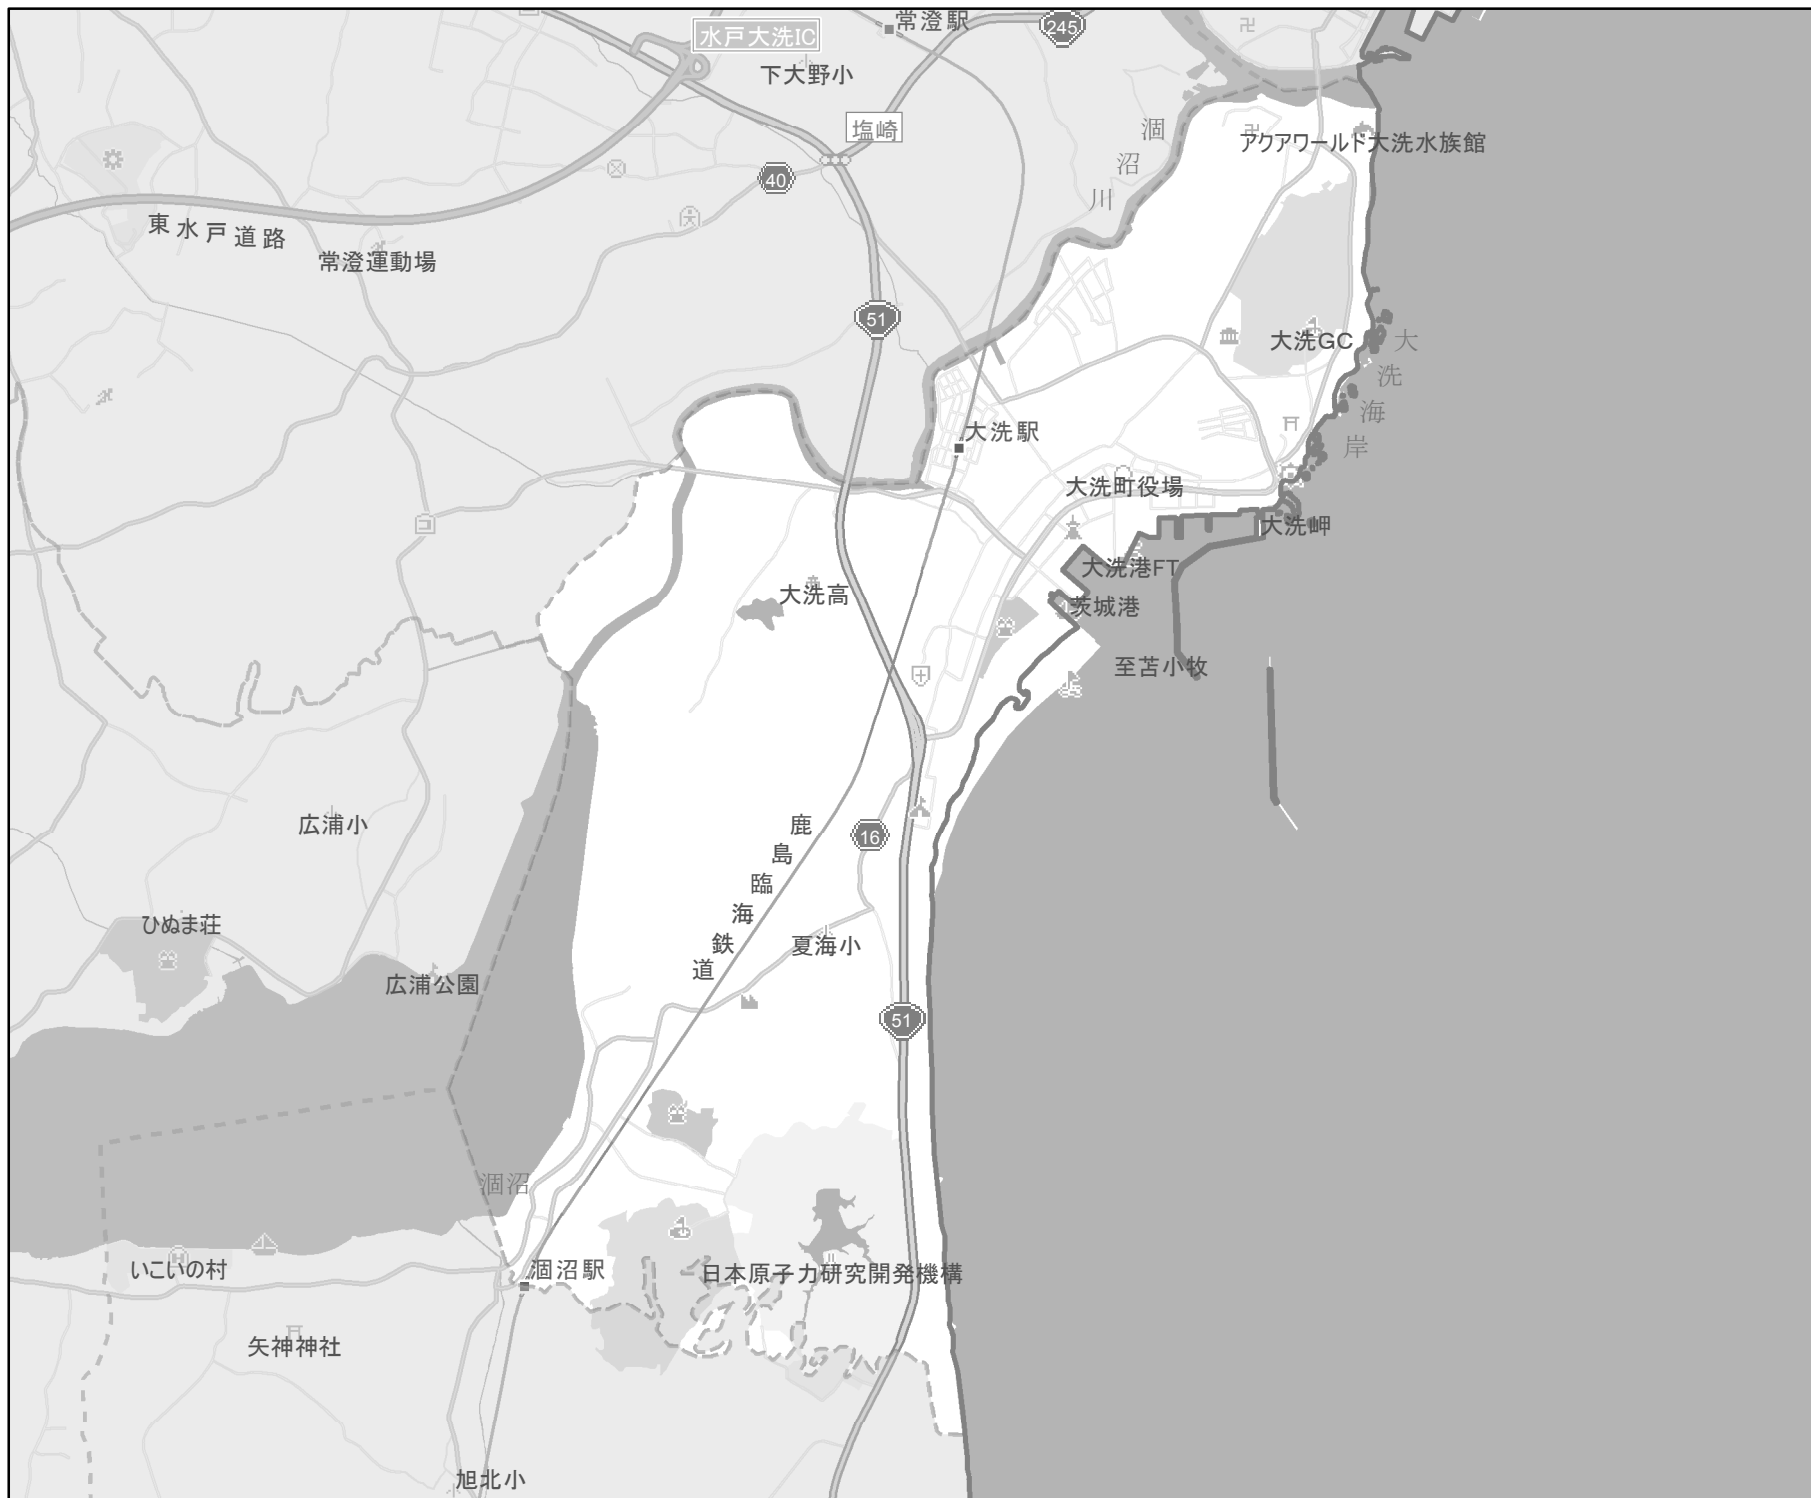 常澄駅
245
水戸大洗IC
下大野小
塩崎
涸沼川
アクアワールド大洗水族館
40
東水戸道路
常澄運動場
51
大洗GC
大洗海岸
大洗駅
大洗町役場
大洗岬
大洗港FT
大洗高
茨城港
至苫小牧
広浦小
鹿島臨海鉄道
16
ひぬま荘
夏海小
広浦公園
51
涸沼
いこいの村
涸沼駅
日本原子力研究開発機構
矢神神社
旭北小